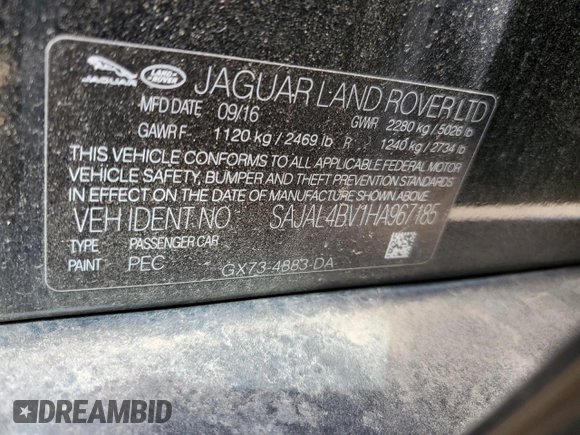 JAGUAR LAND-ROVER JAGUAR LAND ROVER LTD
MFD DATE 09/16 GWR 2280 kg / 5026 lb
GAWR F. 1120 kg / 2469 lb R 1240 kg / 2734 lb
THIS VEHICLE CONFORMS TO ALL APPLICABLE FEDERAL MOTOR
VEHICLE SAFETY, BUMPER AND THEFT PREVENTION STANDARDS
IN EFFECT ON THE DATE OF MANUFACTURE SHOWN ABOVE.
VEH IDENT NO SAJAL4BV1HA967185
TYPE PASSENGER CAR
PAINT PEC GX73-4883-DA
DREAMBID